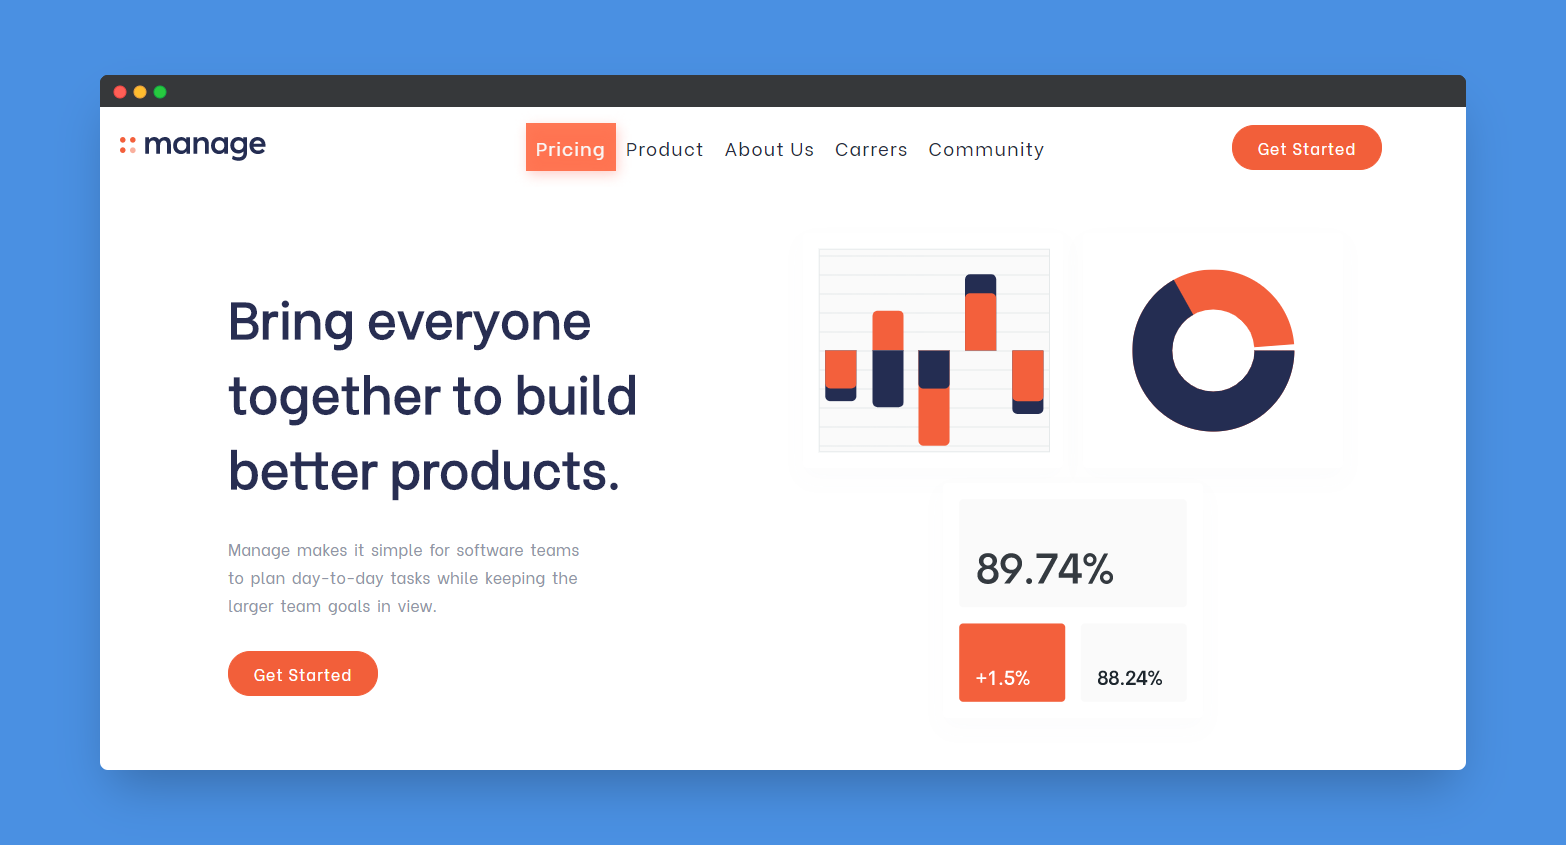 manage
Pricing Product About Us Carrers Community
Get Started
Bring everyone
together to build
better products.
Manage makes it simple for software teams
to plan day-to-day tasks while keeping the
larger team goals in view.
Get Started
89.74%
+1.5%
88.24%